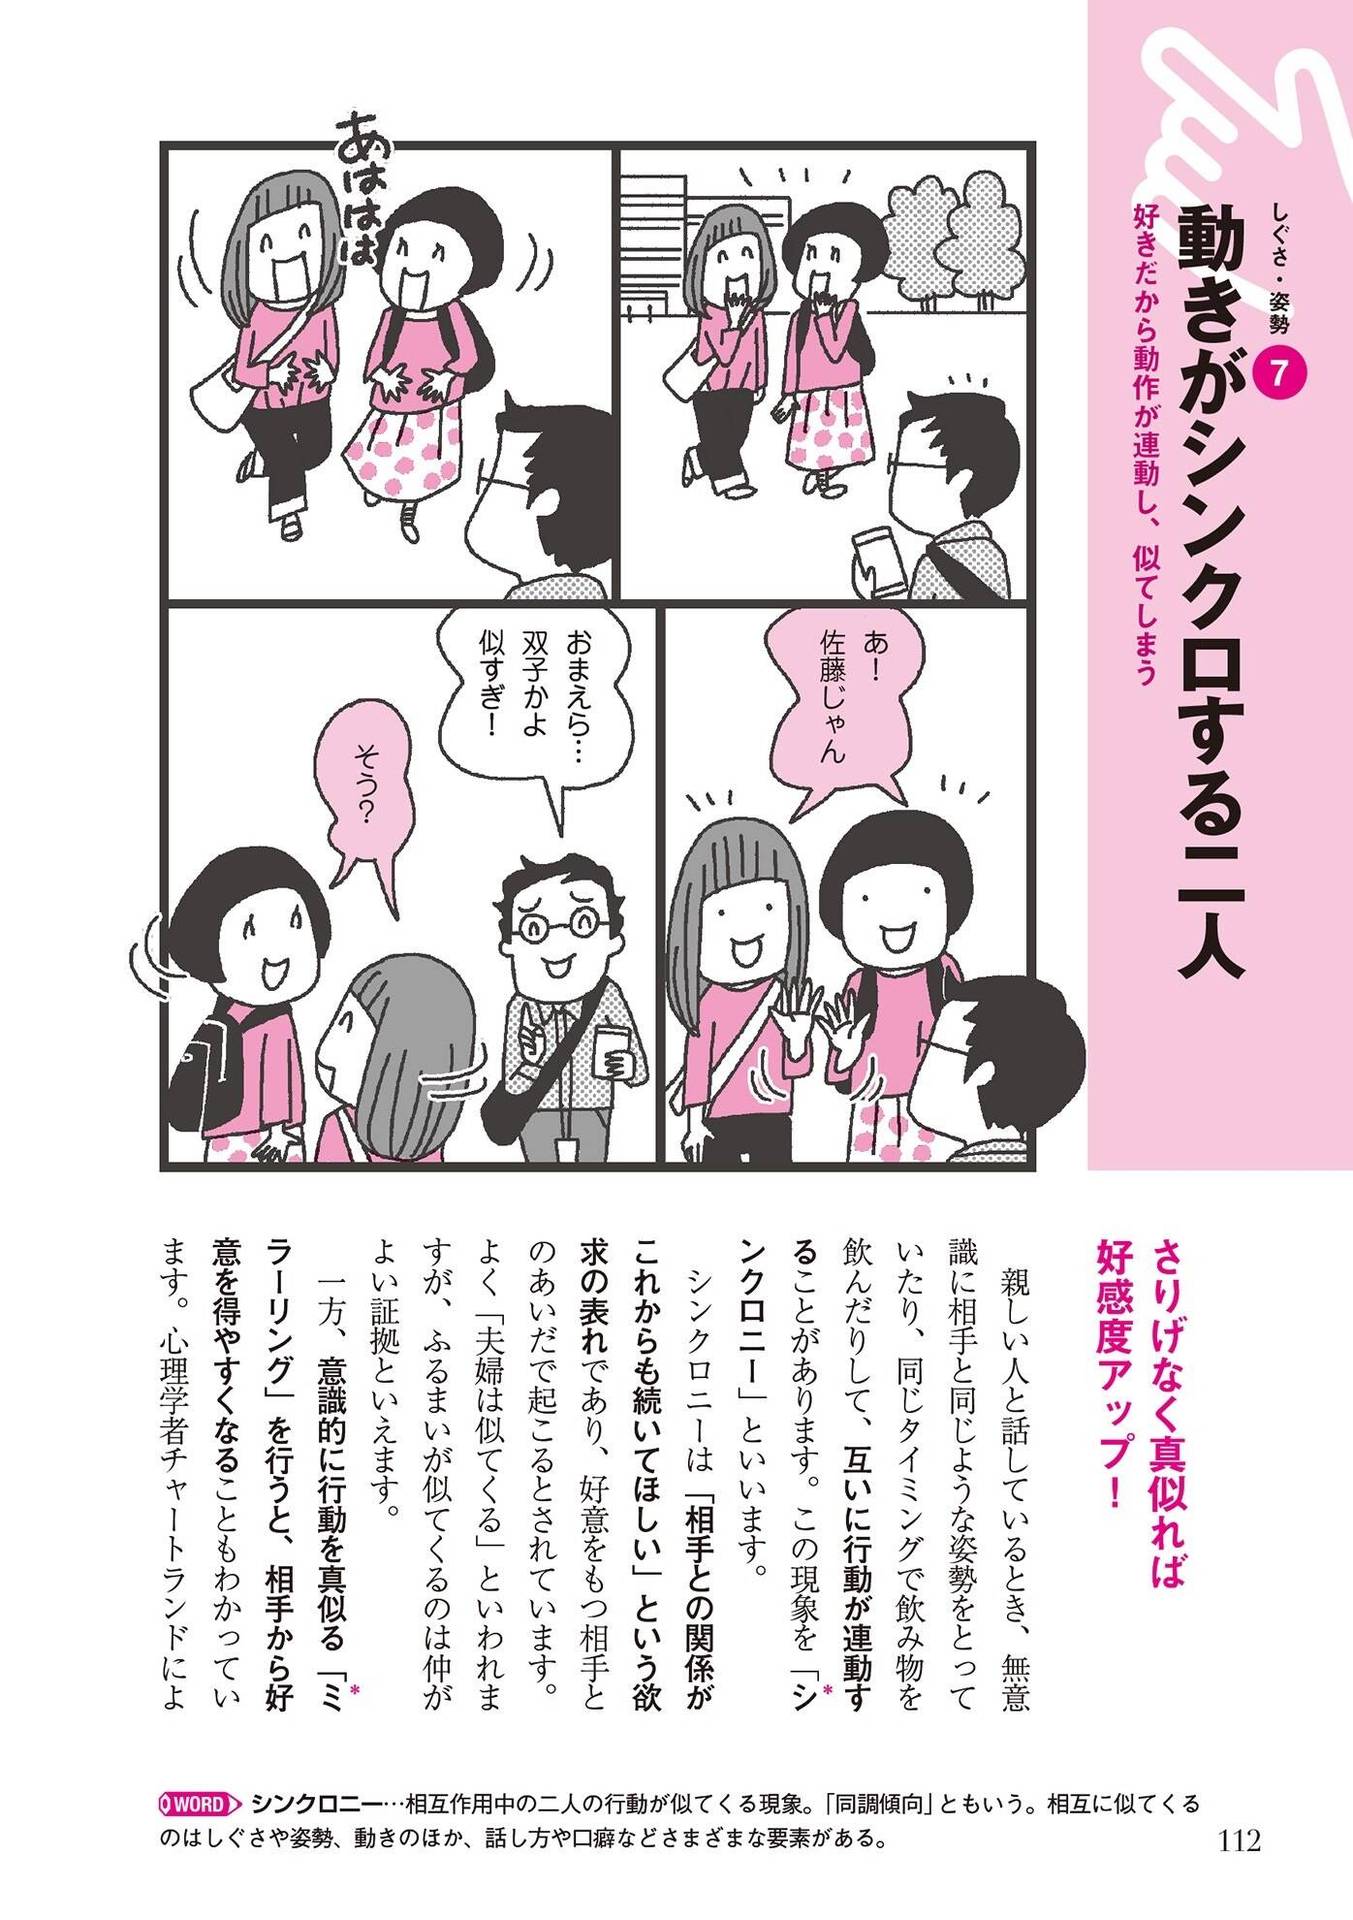 しぐさ・姿勢 7
動きがシンクロする二人
好きだから動作が連動し、似てしまう
あははは
あ!
佐藤じゃん
おまえら…
双子かよ
似すぎ!
そう?
さりげなく真似れば
好感度アップ!
親しい人と話しているとき、無意
識に相手と同じような姿勢をとって
いたり、同じタイミングで飲み物を
飲んだりして、互いに行動が連動す
ることがあります。この現象を「シ*
ンクロニー」といいます。
シンクロニーは「相手との関係が
これからも続いてほしい」という欲
求の表れであり、好意をもつ相手と
のあいだで起こるとされています。
よく「夫婦は似てくる」といわれま
すが、ふるまいが似てくるのは仲が
よい証拠といえます。
一方、意識的に行動を真似る「ミ*
ラーリング」を行うと、相手から好
意を得やすくなることもわかってい
ます。心理学者チャートランドによ
WORD シンクロニー…相互作用中の二人の行動が似てくる現象。「同調傾向」ともいう。相互に似てくる
のはしぐさや姿勢、動きのほか、話し方や口癖などさまざまな要素がある。
112